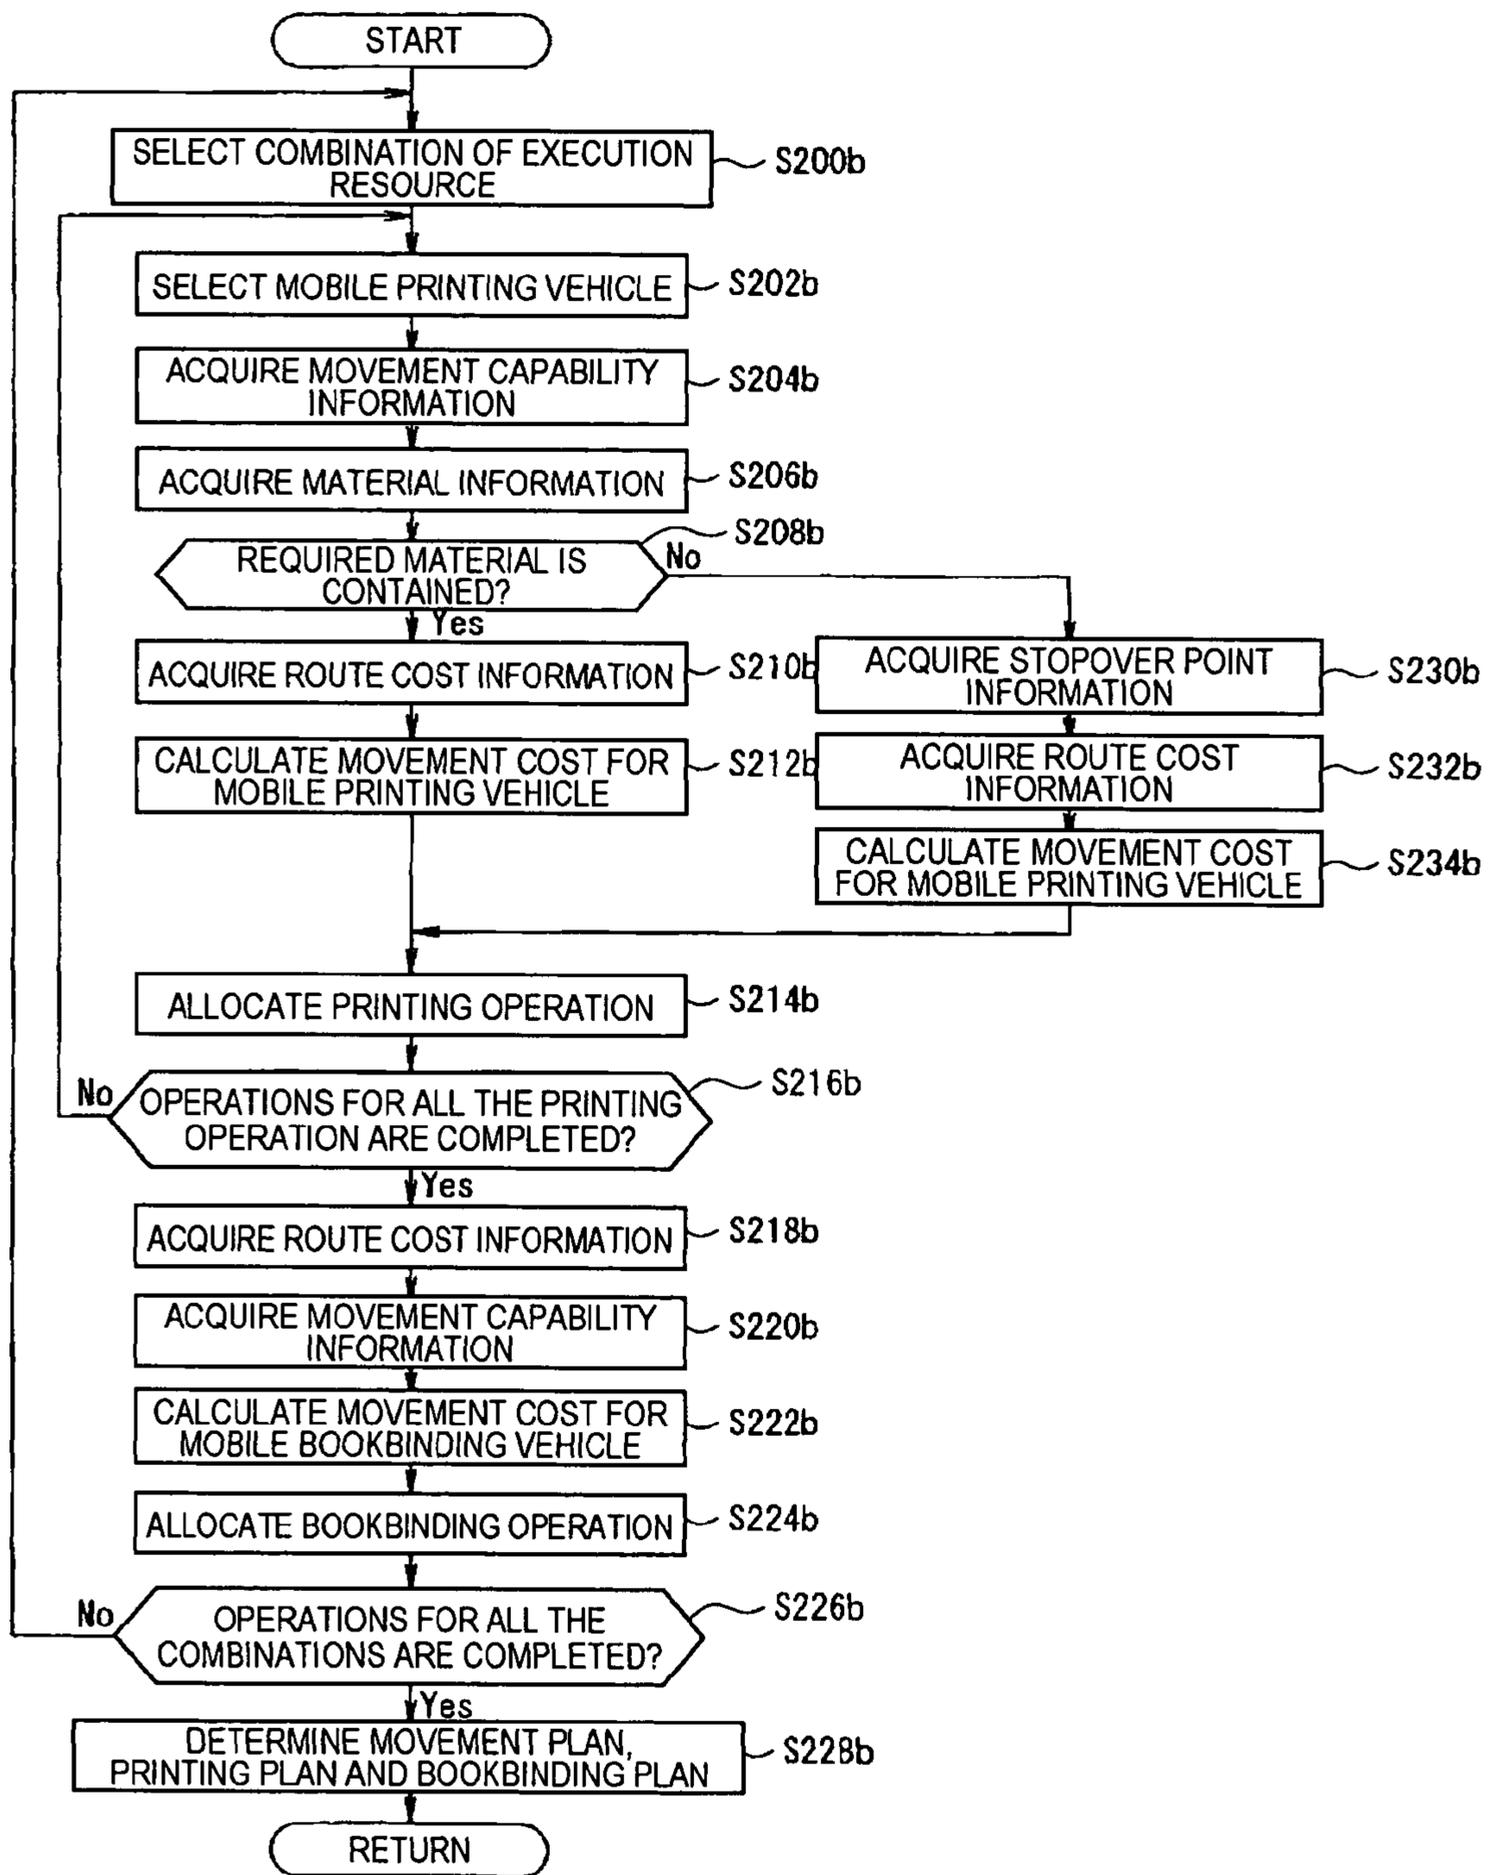 START
SELECT COMBINATION OF EXECUTION
RESOURCE
S200b
SELECT MOBILE PRINTING VEHICLE
S202b
ACQUIRE MOVEMENT CAPABILITY
INFORMATION
S204b
ACQUIRE MATERIAL INFORMATION
S206b
REQUIRED MATERIAL IS
CONTAINED?
S208b
No
Yes
ACQUIRE ROUTE COST INFORMATION
S210b
CALCULATE MOVEMENT COST FOR
MOBILE PRINTING VEHICLE
S212b
ACQUIRE STOPOVER POINT
INFORMATION
S230b
ACQUIRE ROUTE COST
INFORMATION
S232b
CALCULATE MOVEMENT COST
FOR MOBILE PRINTING VEHICLE
S234b
ALLOCATE PRINTING OPERATION
S214b
OPERATIONS FOR ALL THE PRINTING
OPERATION ARE COMPLETED?
S216b
No
Yes
ACQUIRE ROUTE COST INFORMATION
S218b
ACQUIRE MOVEMENT CAPABILITY
INFORMATION
S220b
CALCULATE MOVEMENT COST FOR
MOBILE BOOKBINDING VEHICLE
S222b
ALLOCATE BOOKBINDING OPERATION
S224b
OPERATIONS FOR ALL THE
COMBINATIONS ARE COMPLETED?
S226b
No
Yes
DETERMINE MOVEMENT PLAN,
PRINTING PLAN AND BOOKBINDING PLAN
S228b
RETURN